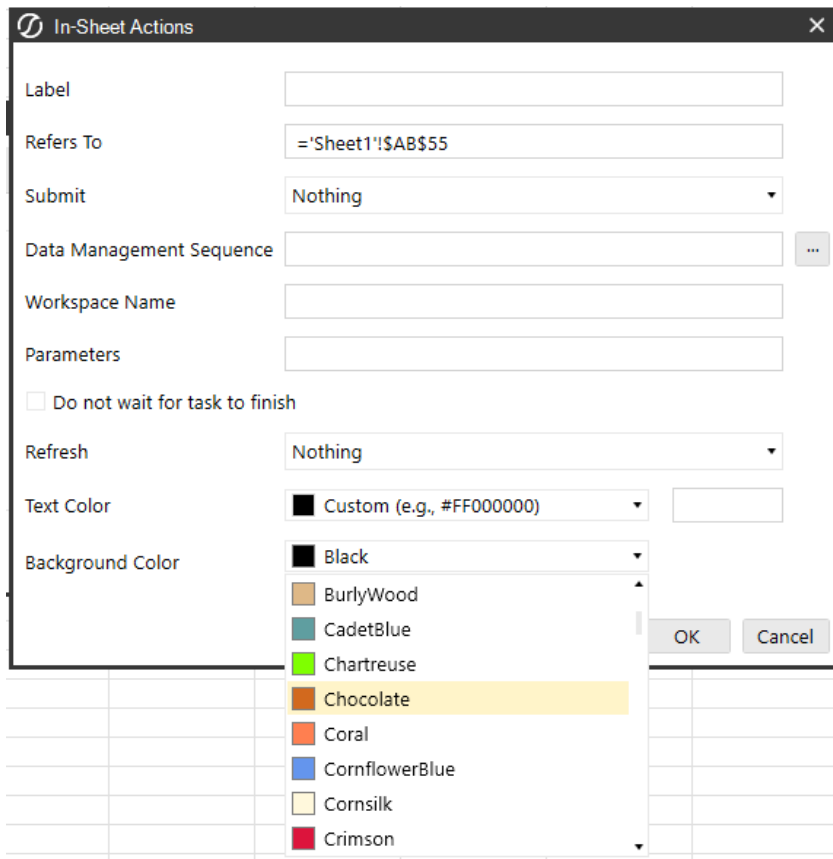 In-Sheet Actions
Label
Refers To ='Sheet1'!$AB$55
Submit Nothing
Data Management Sequence ...
Workspace Name
Parameters
Do not wait for task to finish
Refresh Nothing
Text Color Custom (e.g., #FF000000)
Background Color Black
BurlyWood
CadetBlue
OK Cancel
Chartreuse
Chocolate
Coral
CornflowerBlue
Cornsilk
Crimson